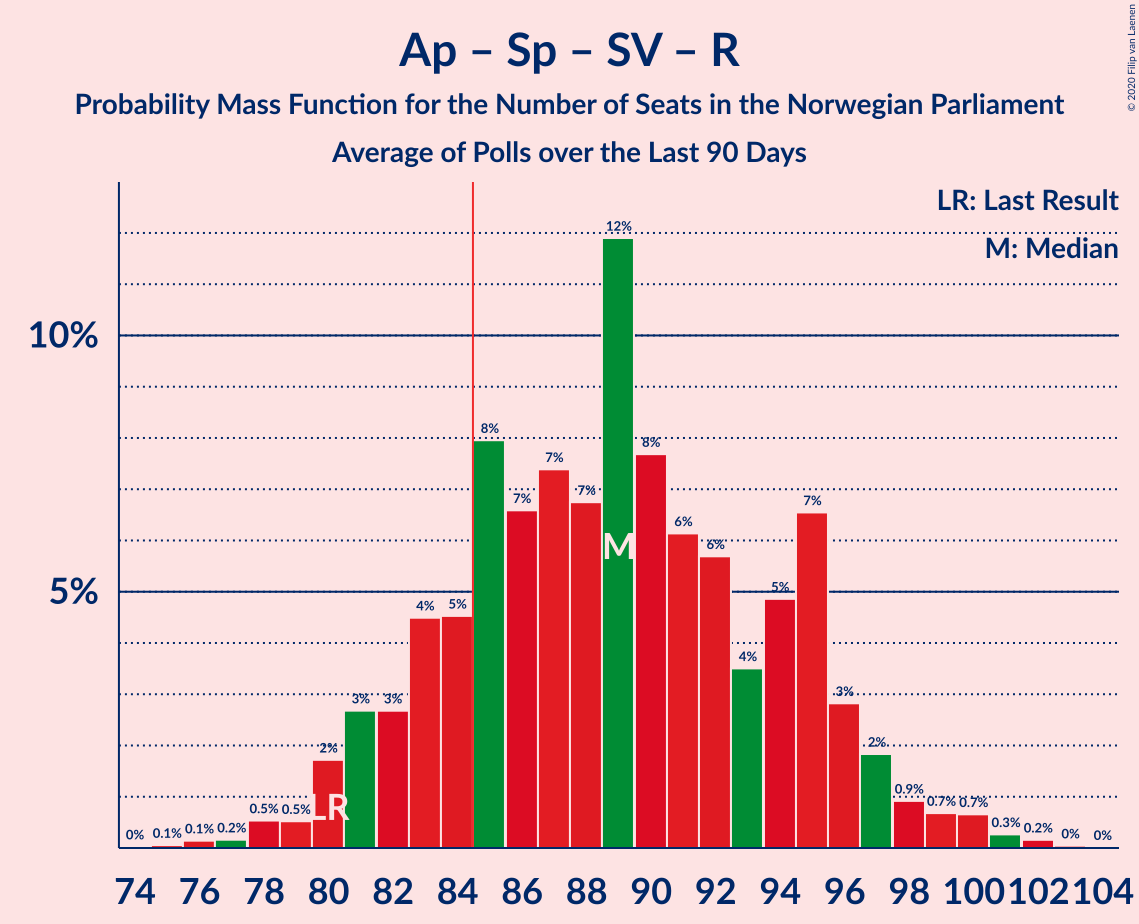 Ap – Sp – SV – R
Probability Mass Function for the Number of Seats in the Norwegian Parliament
Average of Polls over the Last 90 Days
© 2020 Filip van Laenen
LR: Last Result
M: Median
10%
5%
0% 0.1% 0.1% 0.2% 0.5% 0.5% 2% 3% 3% 4% 5% 8% 7% 7% 7% 12% 8% 6% 6% 4% 5% 7% 3% 2% 0.9% 0.7% 0.7% 0.3% 0.2% 0% 0%
M
LR
74 76 78 80 82 84 86 88 90 92 94 96 98 100 102 104